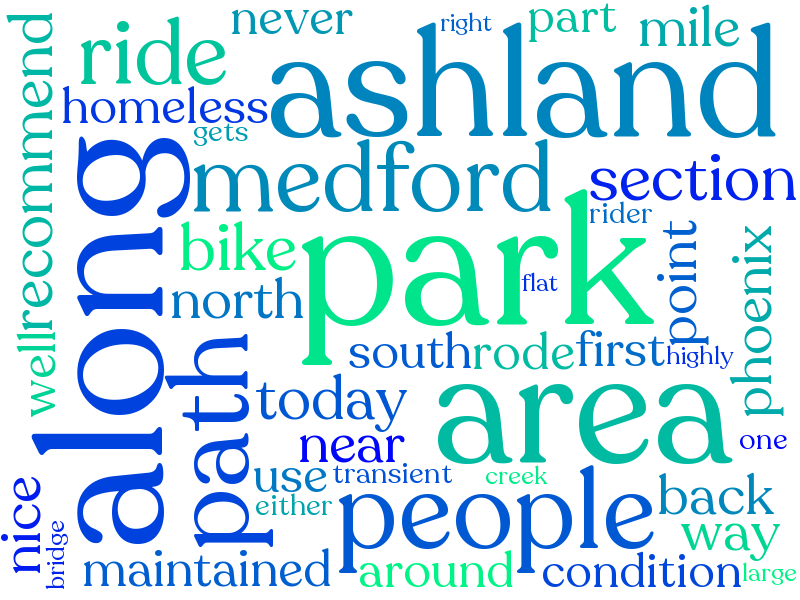 never
right
part
mile
ride
ashland
recommend
homeless
gets
medford
section
along
rider
bike
park
point
phoenix
north
flat
well
south
rode
first
highly
path
today
area
near
one
nice
use
transient
creek
people
back
either
way
bridge
maintained
around
condition
large